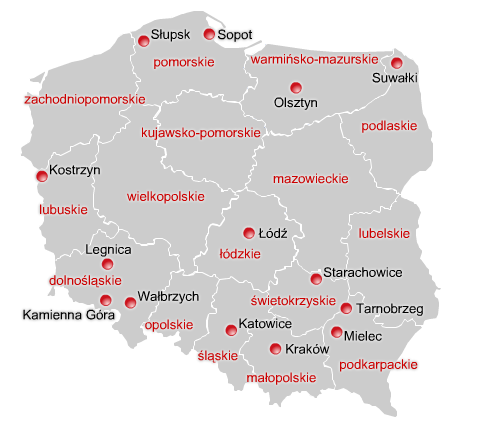 Słupsk
Sopot
pomorskie
warmińsko-mazurskie
Suwałki
zachodniopomorskie
Olsztyn
kujawsko-pomorskie
podlaskie
Kostrzyn
mazowieckie
wielkopolskie
lubuskie
Łódź
lubelskie
Legnica
łódzkie
Starachowice
dolnośląskie
Wałbrzych
świetokrzyskie
Kamienna Góra
Tarnobrzeg
opolskie
Katowice
Mielec
Kraków
śląskie
podkarpackie
małopolskie